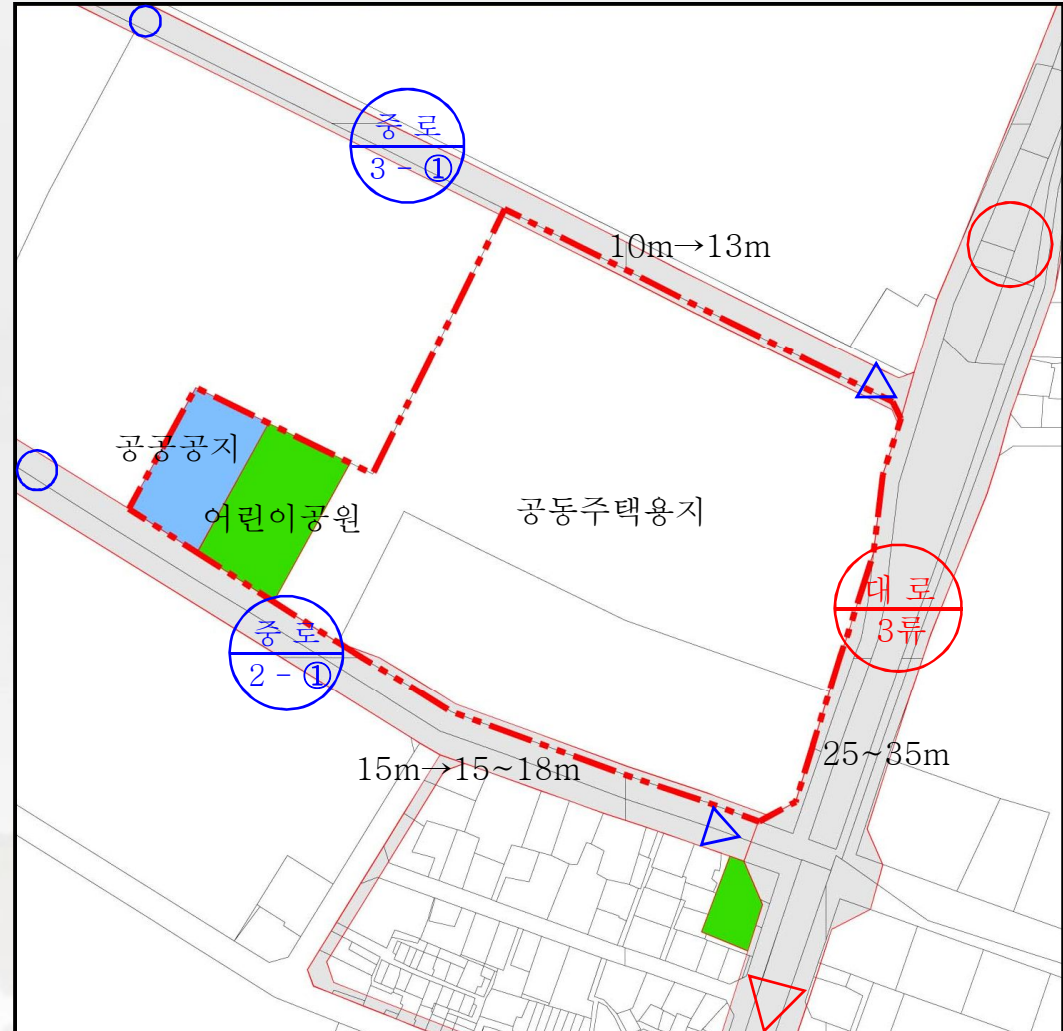 중 로
3 - ①
10m→13m
공공공지
어린이공원
공동주택용지
대 로
3류
중 로
2 - ①
15m→15~18m
25~35m